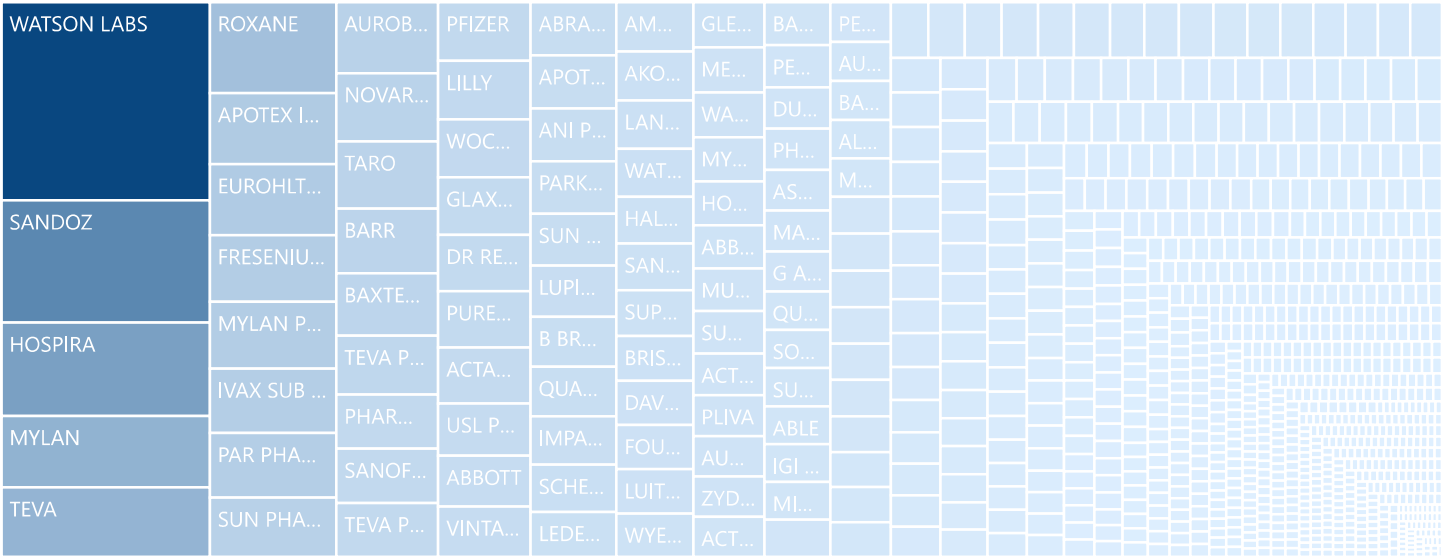 WATSON LABS
SANDOZ
HOSPIRA
MYLAN
TEVA
ROXANE
APOTEX I...
EUROHLT...
FRESENIU...
MYLAN P...
IVAX SUB ...
PAR PHA...
SUN PHA...
AUROB...
NOVAR...
TARO
BARR
BAXTE...
TEVA P...
PHAR...
SANOF...
TEVA P...
PFIZER
LILLY
WOC...
GLAX...
DR RE...
PURE...
ACTA...
USL P...
ABBOTT
VINTA...
ABRA...
APOT...
ANI P...
PARK...
SUN ...
LUPI...
B BR...
QUA...
IMPA...
SCHE...
LEDE...
AM...
AKO...
LAN...
WAT...
HAL...
SAN...
SUP...
BRIS...
DAV...
FOU...
LUIT...
WYE...
GLE...
ME...
WA...
MY...
HO...
ABB...
MU...
SU...
ACT...
PLIVA
AU...
ZYD...
ACT...
BA...
PE...
DU...
PH...
AS...
MA...
G A...
QU...
SO...
SU...
ABLE
IGI ...
MI...
PE...
AU...
BA...
AL...
M...